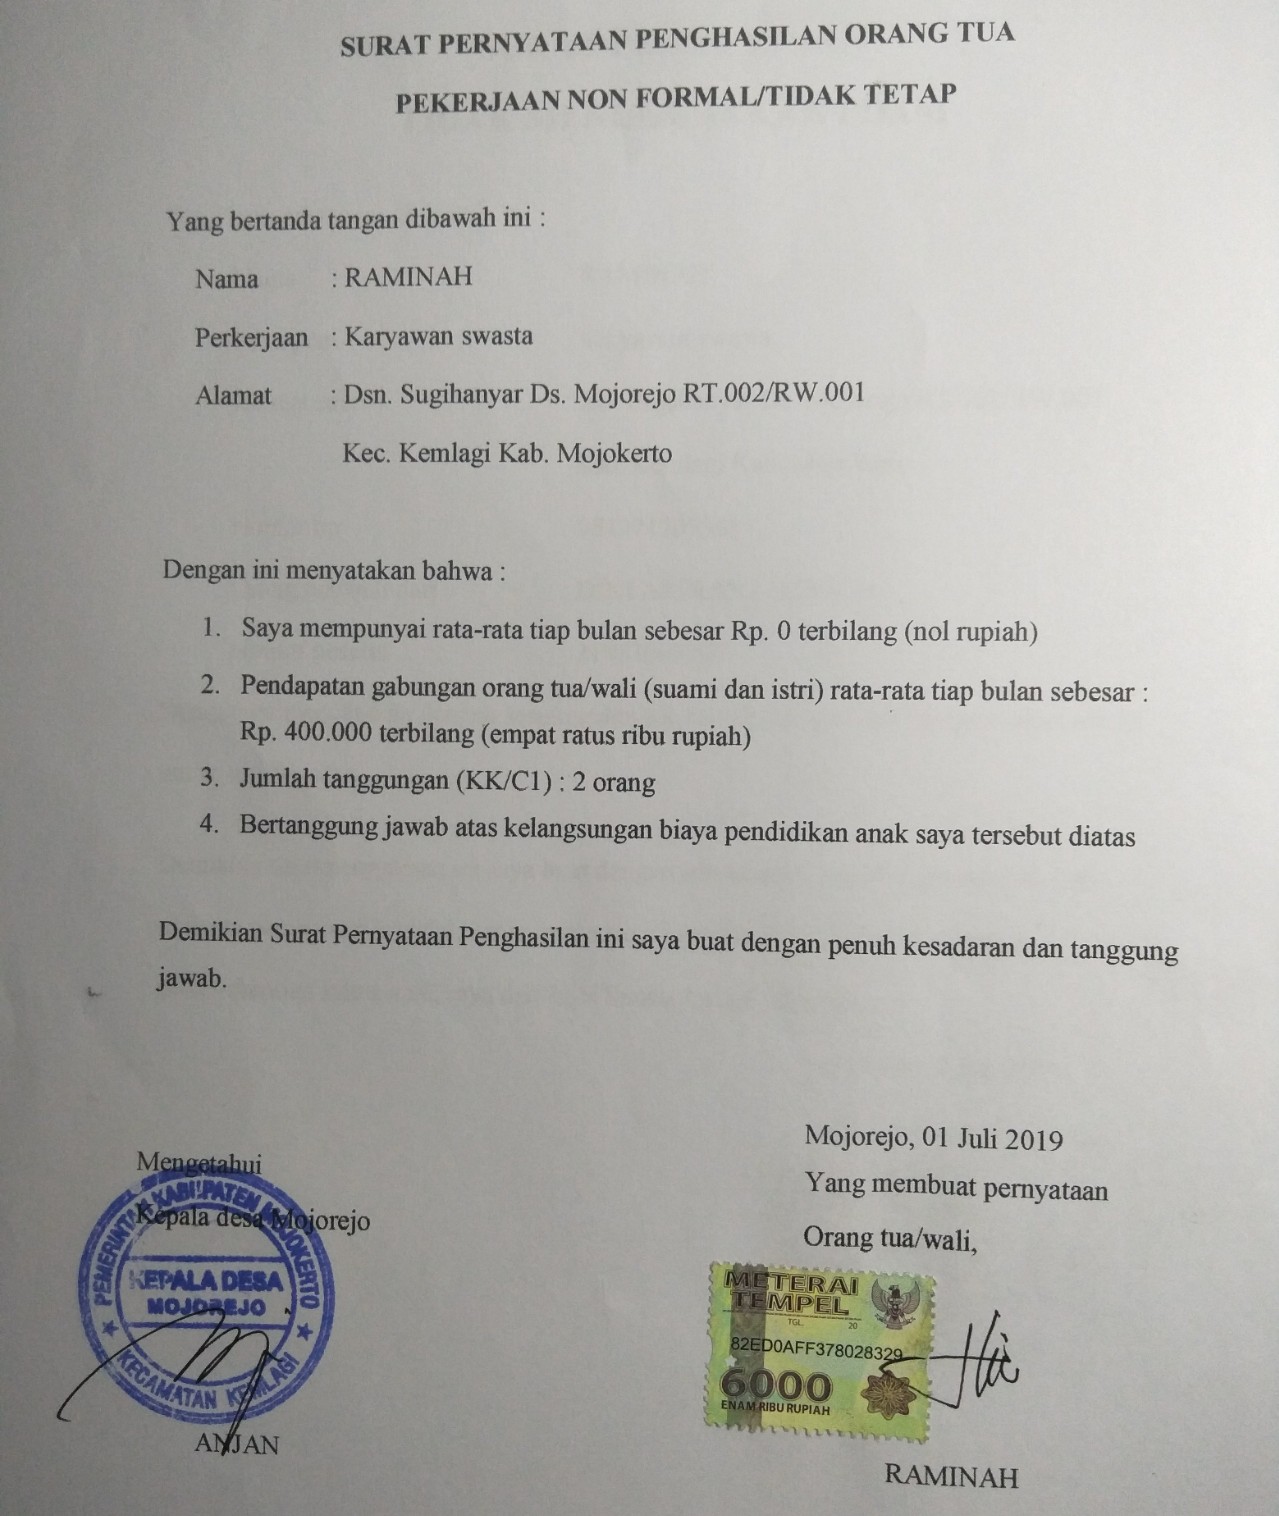 SURAT PERNYATAAN PENGHASILAN ORANG TUA
PEKERJAAN NON FORMAL/TIDAK TETAP
Yang bertanda tangan dibawah ini :
Nama : RAMINAH
Perkerjaan : Karyawan swasta
Alamat : Dsn. Sugihanyar Ds. Mojorejo RT.002/RW.001
Kec. Kemlagi Kab. Mojokerto
Dengan ini menyatakan bahwa :
1. Saya mempunyai rata-rata tiap bulan sebesar Rp. 0 terbilang (nol rupiah)
2. Pendapatan gabungan orang tua/wali (suami dan istri) rata-rata tiap bulan sebesar :
Rp. 400.000 terbilang (empat ratus ribu rupiah)
3. Jumlah tanggungan (KK/C1) : 2 orang
4. Bertanggung jawab atas kelangsungan biaya pendidikan anak saya tersebut diatas
Demikian Surat Pernyataan Penghasilan ini saya buat dengan penuh kesadaran dan tanggung
jawab.
Mojorejo, 01 Juli 2019
Yang membuat pernyataan
Orang tua/wali,
METERAI
TEMPEL
TGL. 20
82ED0AFF378028329
6000
ENAM RIBU RUPIAH
RAMINAH
Mengetahui
Kepala desa Mojorejo
PEMERINTAH KABUPATEN MOJOKERTO
KEPALA DESA
MOJOREJO
KECAMATAN KEMLAGI
ANJAN